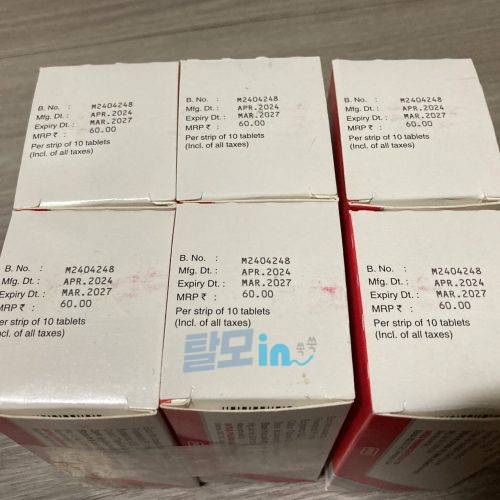 B. No. : M2404248
Mfg. Dt. : APR.2024
Expiry Dt. : MAR.2027
MRP ₹ : 60.00
Per strip of 10 tablets
(Incl. of all taxes)
B. No. : M2404248
Mfg. Dt. : APR.2024
Expiry Dt. : MAR.2027
MRP ₹ : 60.00
Per strip of 10 tablets
(Incl. of all taxes)
B. No. : M2404248
Mfg. Dt. : APR.2024
Expiry Dt. : MAR.2027
MRP ₹ : 60.00
Per strip of 10 tablets
(Incl. of all taxes)
B. No. : M2404248
Mfg. Dt. : APR.2024
Expiry Dt. : MAR.2027
MRP ₹ : 60.00
Per strip of 10 tablets
(Incl. of all taxes)
B. No. : M2404248
Mfg. Dt. : APR.2024
Expiry Dt. : MAR.2027
MRP ₹ : 60.00
Per strip of 10 tablets
(Incl. of all taxes)
B. No. : M2404248
Mfg. Dt. : APR.2024
Expiry Dt. : MAR.2027
MRP ₹ : 60.00
Per strip of 10 tablets
(Incl. of all taxes)
탈모in 쑥쑥